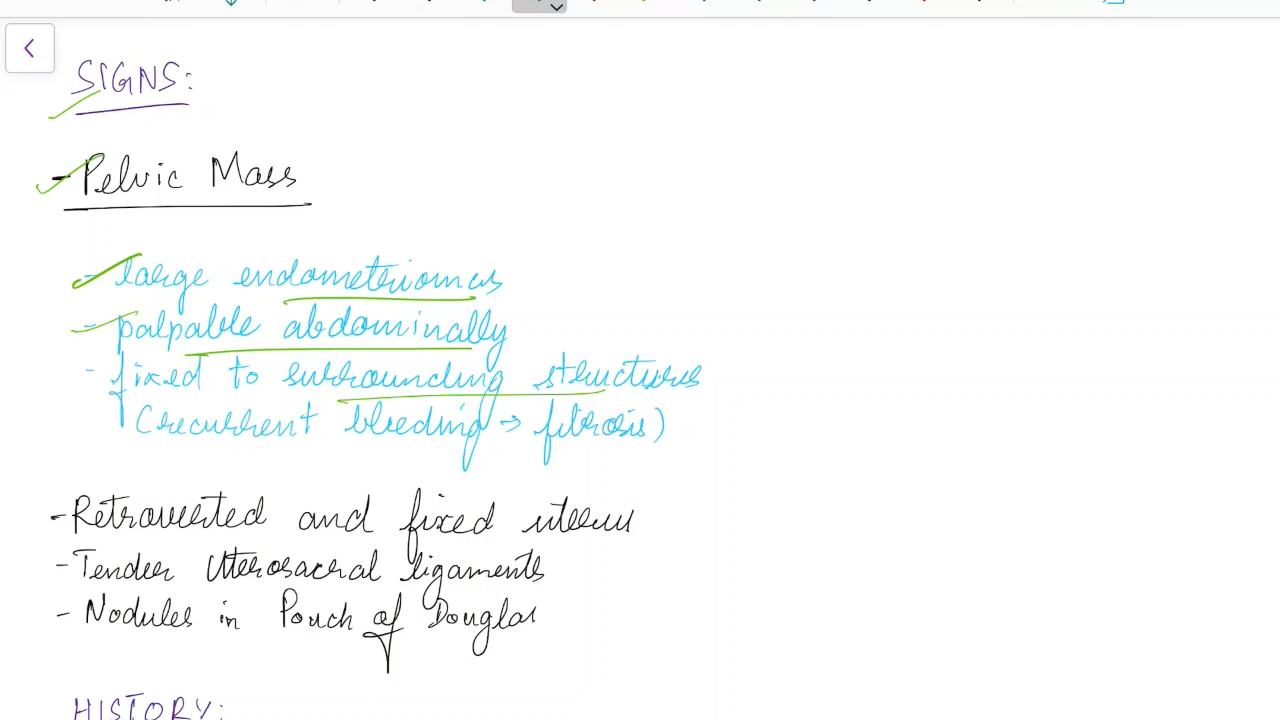 SIGNS:
- Pelvic Mass
- large endometeriomas
- palpable abdominally
- fixed to surrounding structures
(recurrent bleeding → fibrosis)
- Retroverted and fixed uterus
- Tender Uterosacral ligaments
- Nodules in Pouch of Douglas
HISTORY: